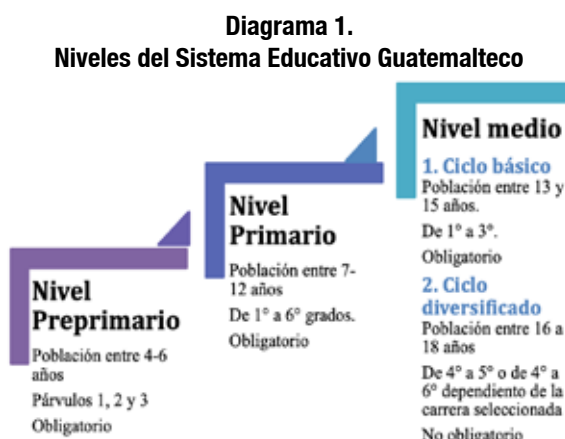 Diagrama 1.
Niveles del Sistema Educativo Guatemalteco
Nivel
Preprimario
Población entre 4-6
años
Párvulos 1, 2 y 3
Obligatorio
Nivel
Primario
Población entre 7-
12 años
De 1° a 6° grados.
Obligatorio
Nivel medio
1. Ciclo básico
Población entre 13 y
15 años.
De 1° a 3°.
Obligatorio
2. Ciclo
diversificado
Población entre 16 a
18 años
De 4° a 5° o de 4° a
6° dependiento de la
carrera seleccionada
No obligatorio